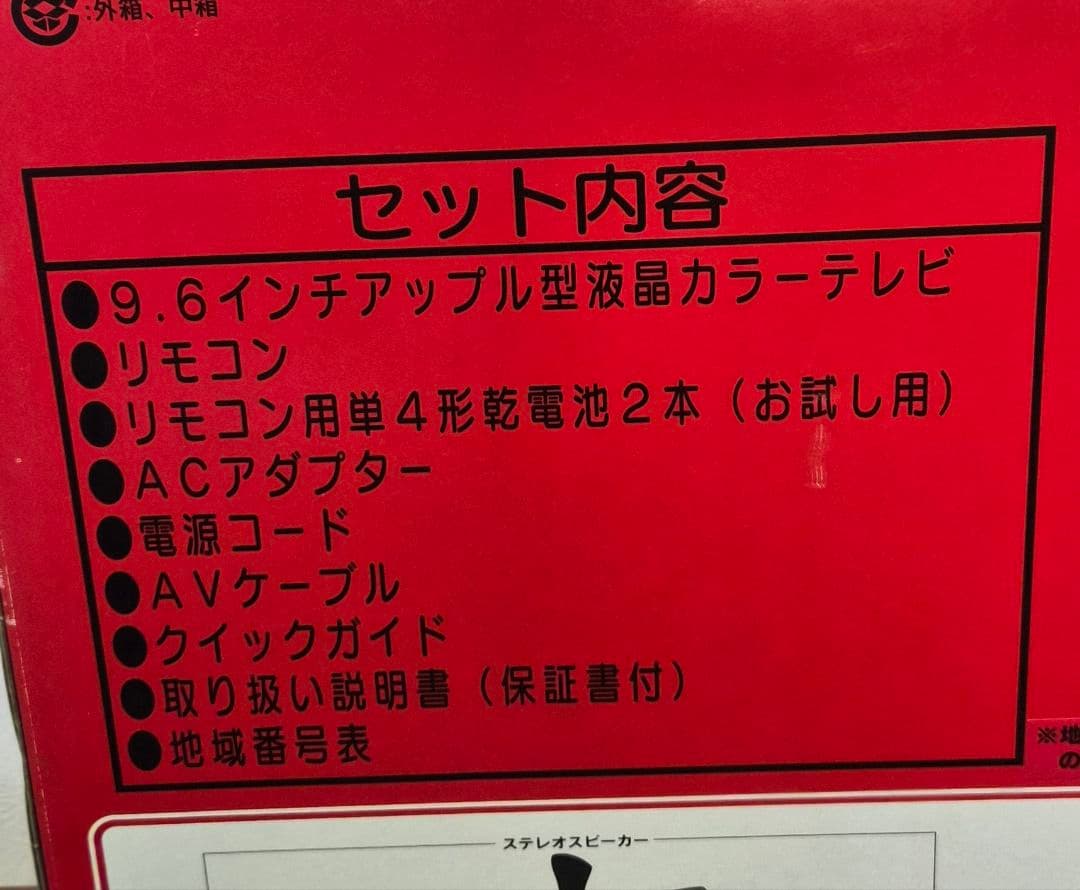 :外箱、中箱
セット内容
●9.6インチアップル型液晶カラーテレビ
●リモコン
●リモコン用単4形乾電池2本(お試し用)
●ACアダプター
●電源コード
●AVケーブル
●クイックガイド
●取り扱い説明書(保証書付)
●地域番号表
※地
の
ステレオスピーカー